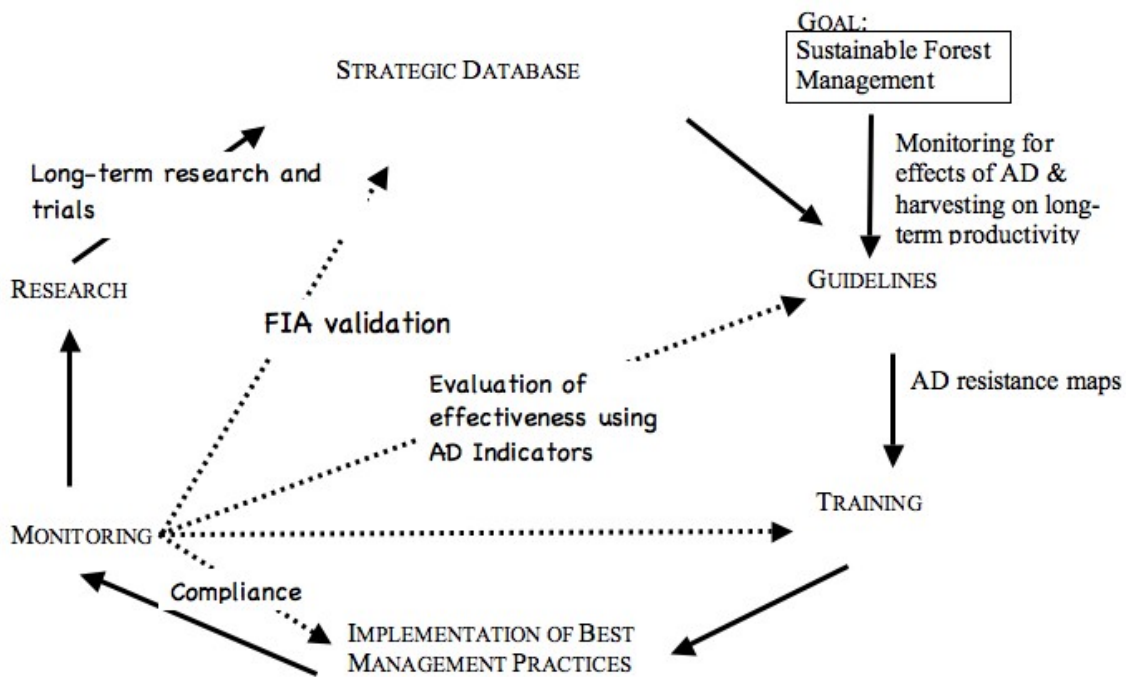 GOAL:
Sustainable Forest
Management
STRATEGIC DATABASE
Monitoring for
effects of AD &
harvesting on long-
term productivity
Long-term research and
trials
RESEARCH
GUIDELINES
FIA validation
Evaluation of
effectiveness using
AD Indicators
AD resistance maps
TRAINING
MONITORING
Compliance
IMPLEMENTATION OF BEST
MANAGEMENT PRACTICES